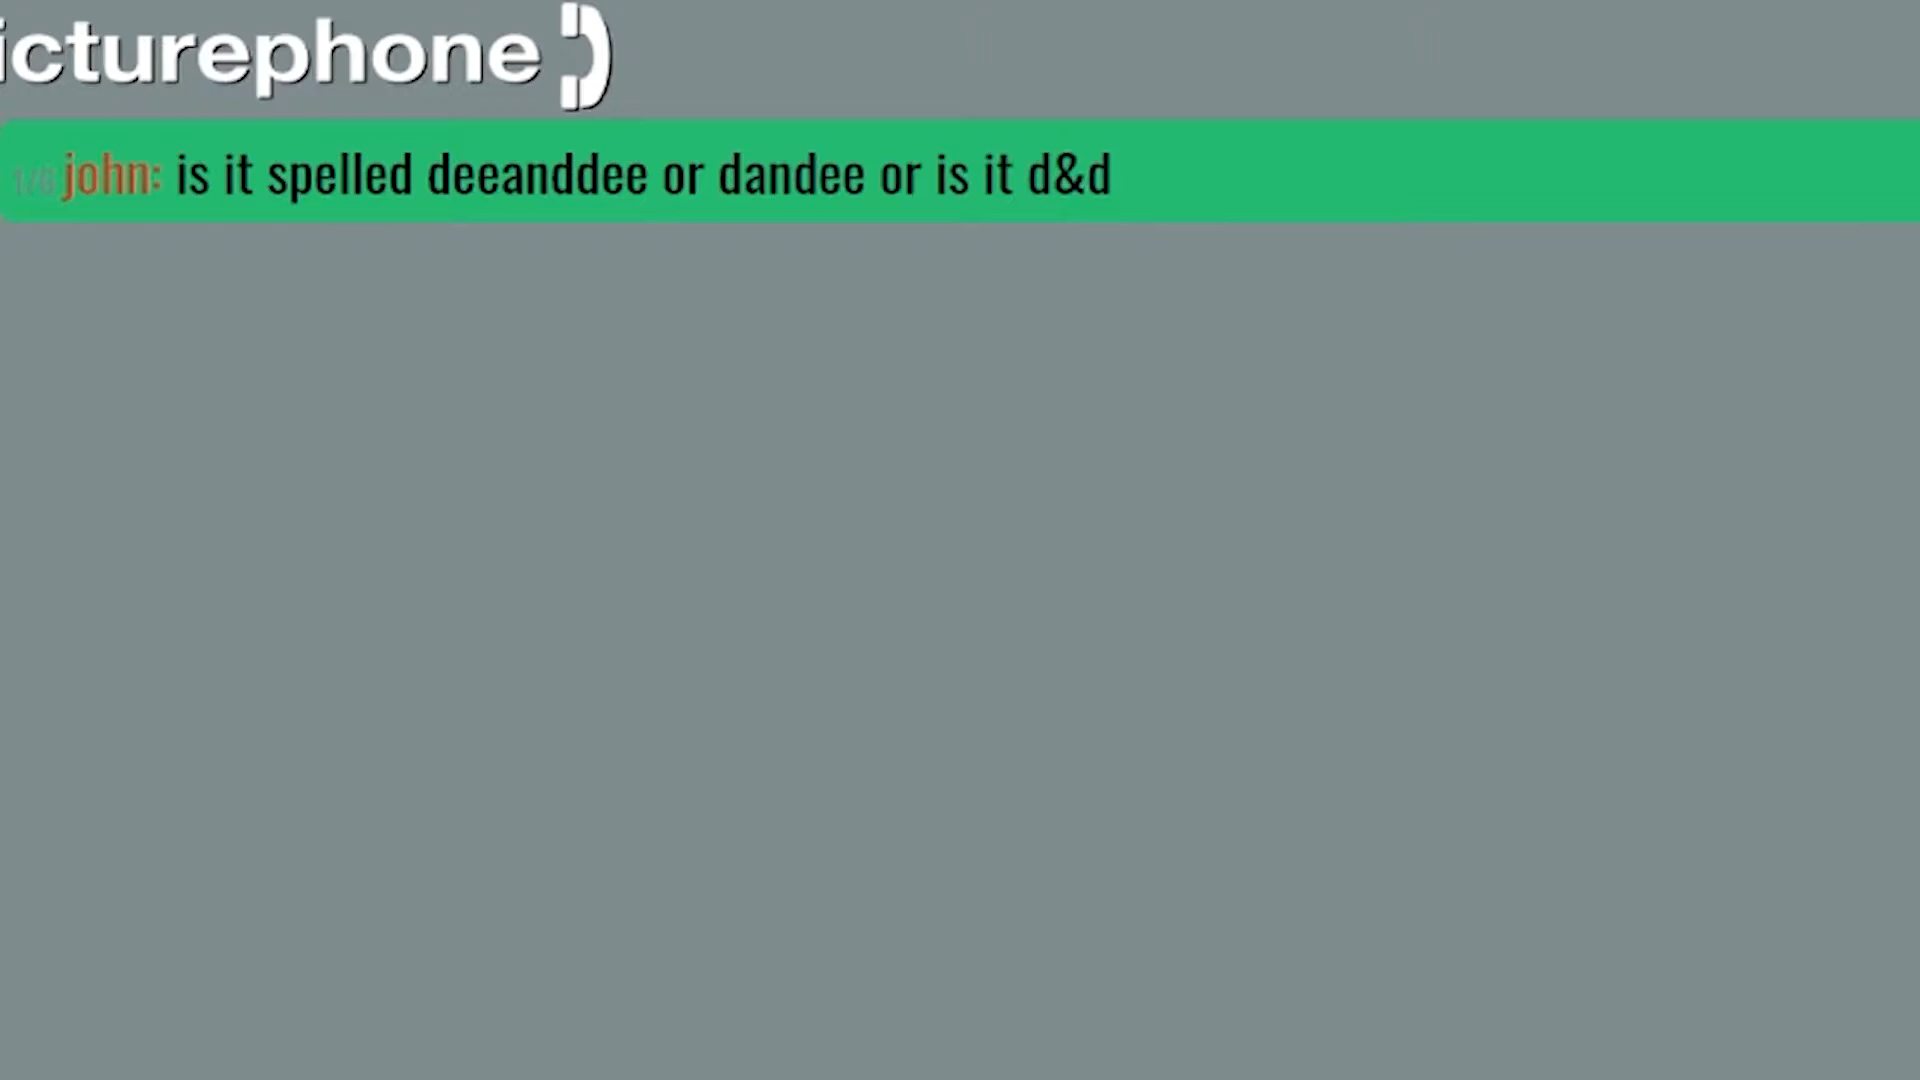 icturephone
john: is it spelled deeanddee or dandee or is it d&d